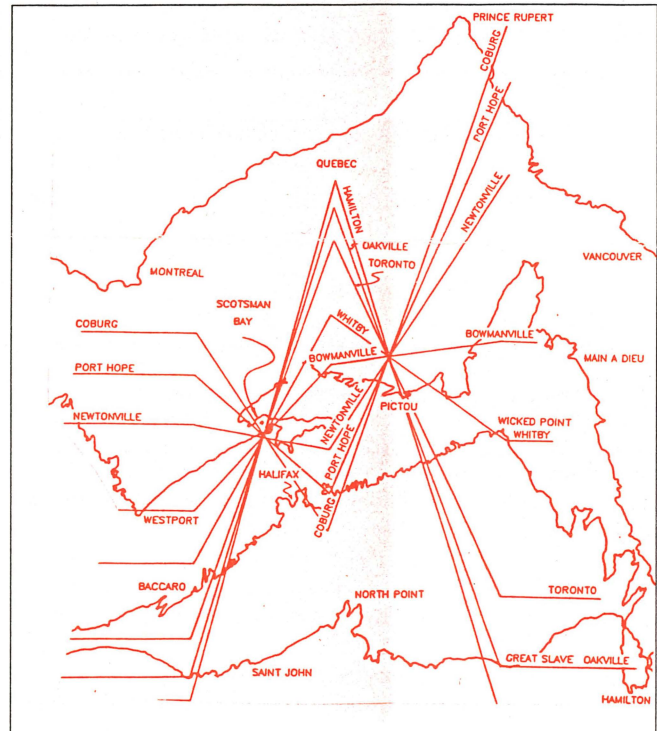 PRINCE RUPERT
COBURG
PORT HOPE
QUEBEC
HAMILTON
NEWTONVILLE
OAKVILLE
TORONTO
VANCOUVER
MONTREAL
SCOTSMAN
BAY
WHITBY
COBURG
BOWMANVILLE
BOWMANVILLE
MAIN A DIEU
PORT HOPE
PICTOU
NEWTONVILLE
NEWTONVILLE
WICKED POINT
WHITBY
PORT HOPE
HALIFAX
COBURG
WESTPORT
BACCARO
NORTH POINT
TORONTO
SAINT JOHN
GREAT SLAVE OAKVILLE
HAMILTON